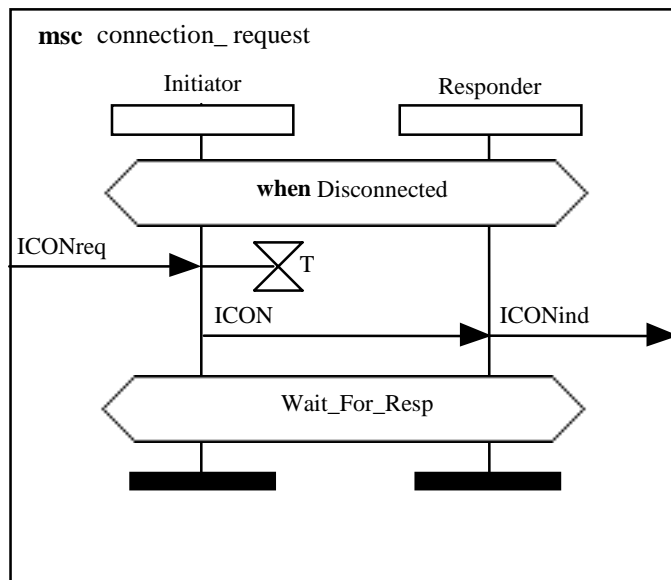 msc connection_ request
Initiator
Responder
when Disconnected
ICONreq
T
ICON
ICONind
Wait_For_Resp